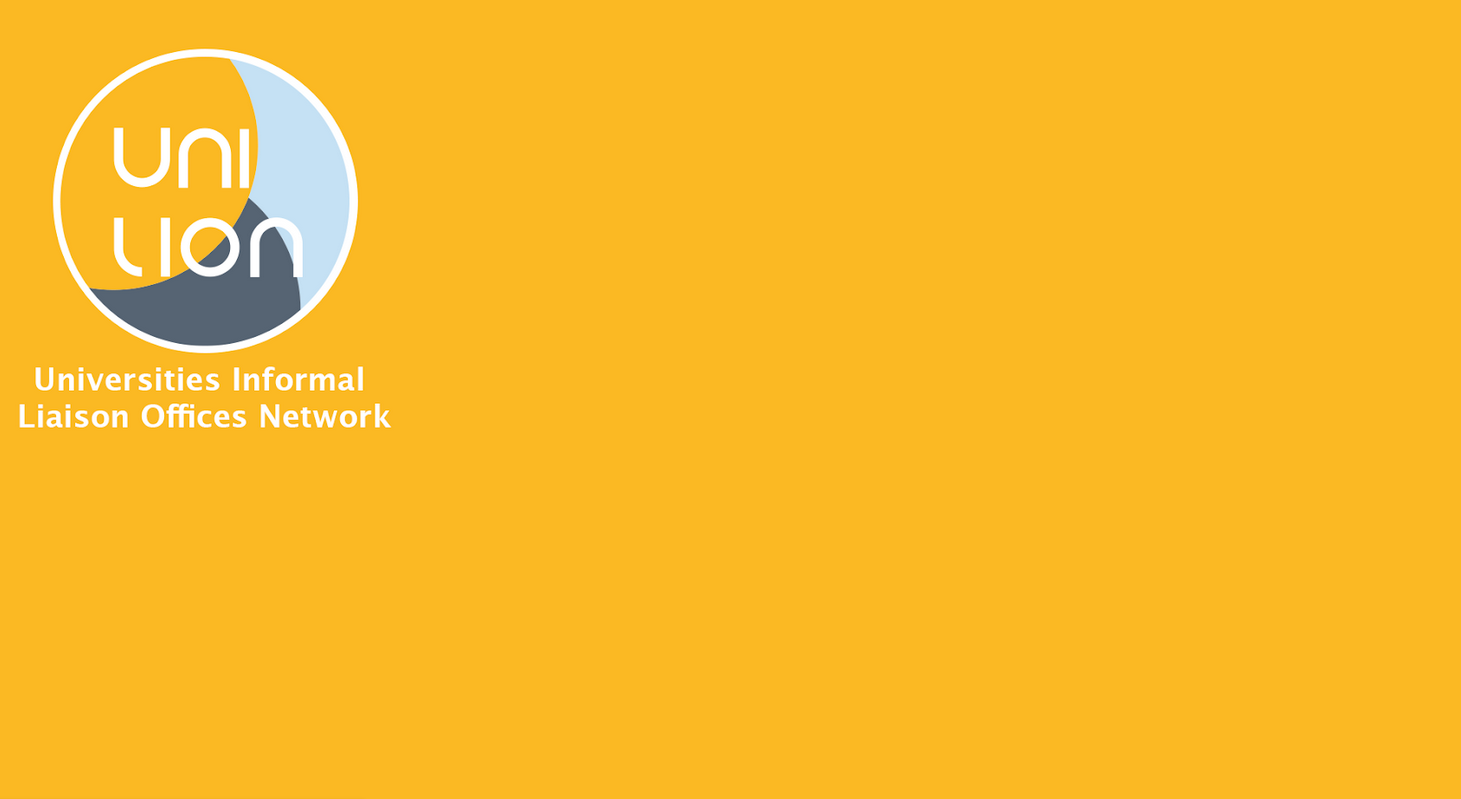 UNI
LION
Universities Informal
Liaison Offices Network